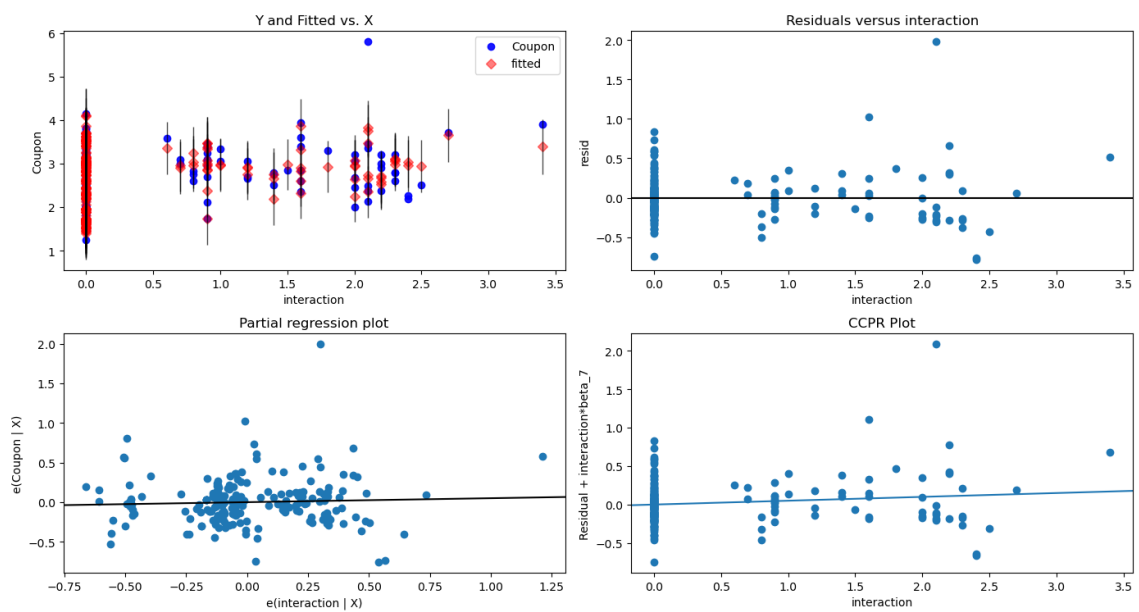 Y and Fitted vs. X
Coupon
fitted
Coupon
6
5
4
3
2
1
0.0 0.5 1.0 1.5 2.0 2.5 3.0 3.5
interaction
Residuals versus interaction
resid
2.0
1.5
1.0
0.5
0.0
−0.5
0.0 0.5 1.0 1.5 2.0 2.5 3.0 3.5
interaction
Partial regression plot
e(Coupon | X)
2.0
1.5
1.0
0.5
0.0
−0.5
−0.75 −0.50 −0.25 0.00 0.25 0.50 0.75 1.00 1.25
e(interaction | X)
CCPR Plot
Residual + interaction*beta_7
2.0
1.5
1.0
0.5
0.0
−0.5
0.0 0.5 1.0 1.5 2.0 2.5 3.0 3.5
interaction